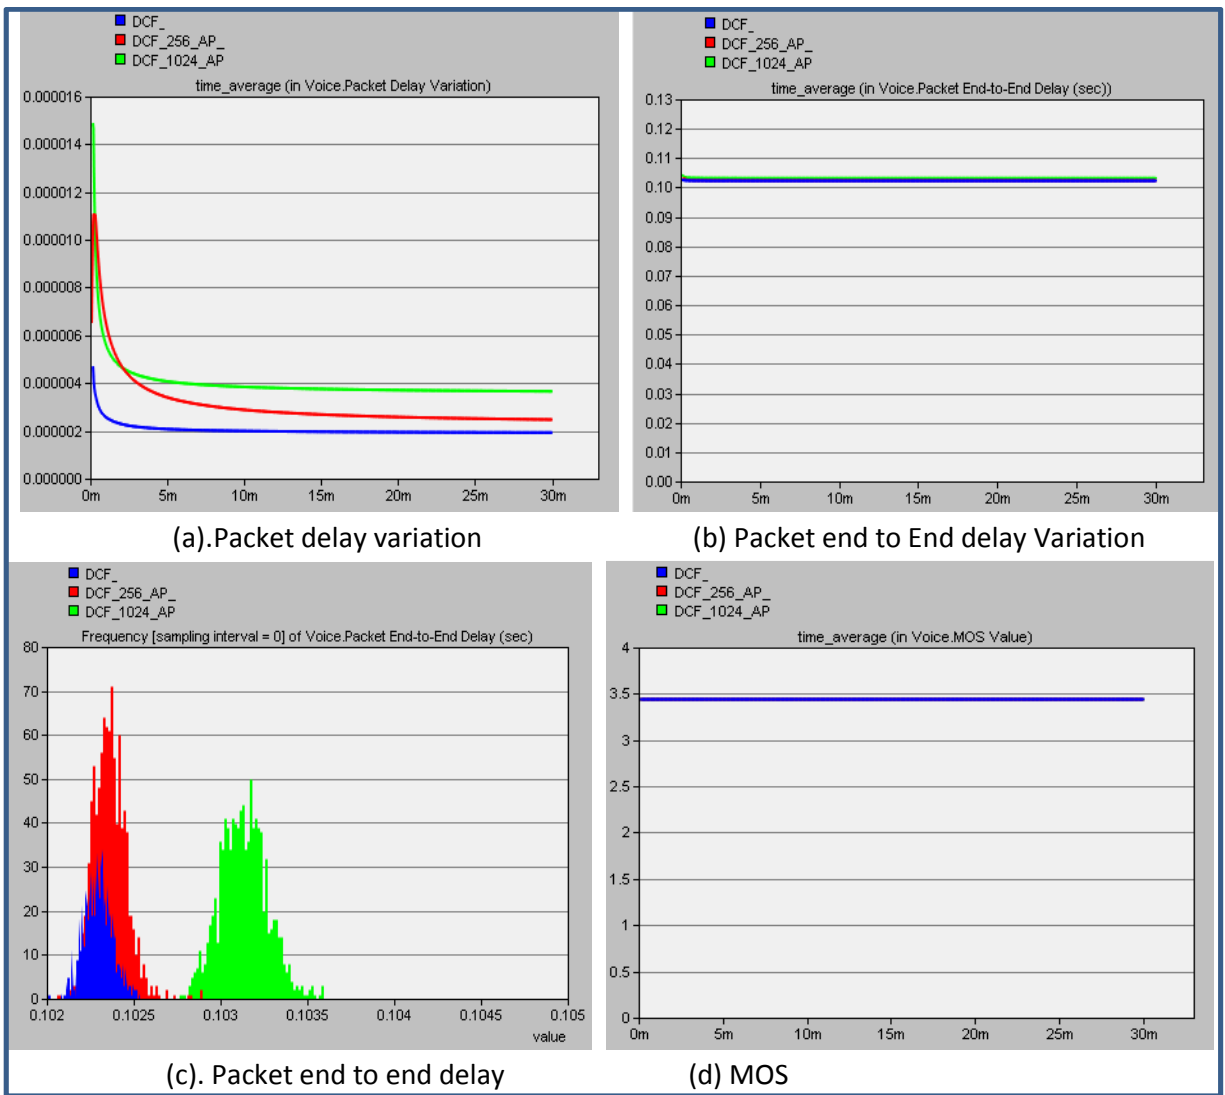 DCF_
DCF_256_AP_
DCF_1024_AP
time_average (in Voice.Packet Delay Variation)
0.000016
0.000014
0.000012
0.000010
0.000008
0.000006
0.000004
0.000002
0.000000
0m 5m 10m 15m 20m 25m 30m
(a).Packet delay variation
DCF_
DCF_256_AP_
DCF_1024_AP
time_average (in Voice.Packet End-to-End Delay (sec))
0.13
0.12
0.11
0.10
0.09
0.08
0.07
0.06
0.05
0.04
0.03
0.02
0.01
0.00
0m 5m 10m 15m 20m 25m 30m
(b) Packet end to End delay Variation
DCF_
DCF_256_AP_
DCF_1024_AP
Frequency [sampling interval = 0] of Voice.Packet End-to-End Delay (sec)
80
70
60
50
40
30
20
10
0
0.102 0.1025 0.103 0.1035 0.104 0.1045 0.105
value
(c). Packet end to end delay
DCF_
DCF_256_AP_
DCF_1024_AP
time_average (in Voice.MOS Value)
4
3.5
3
2.5
2
1.5
1
0.5
0
0m 5m 10m 15m 20m 25m 30m
(d) MOS